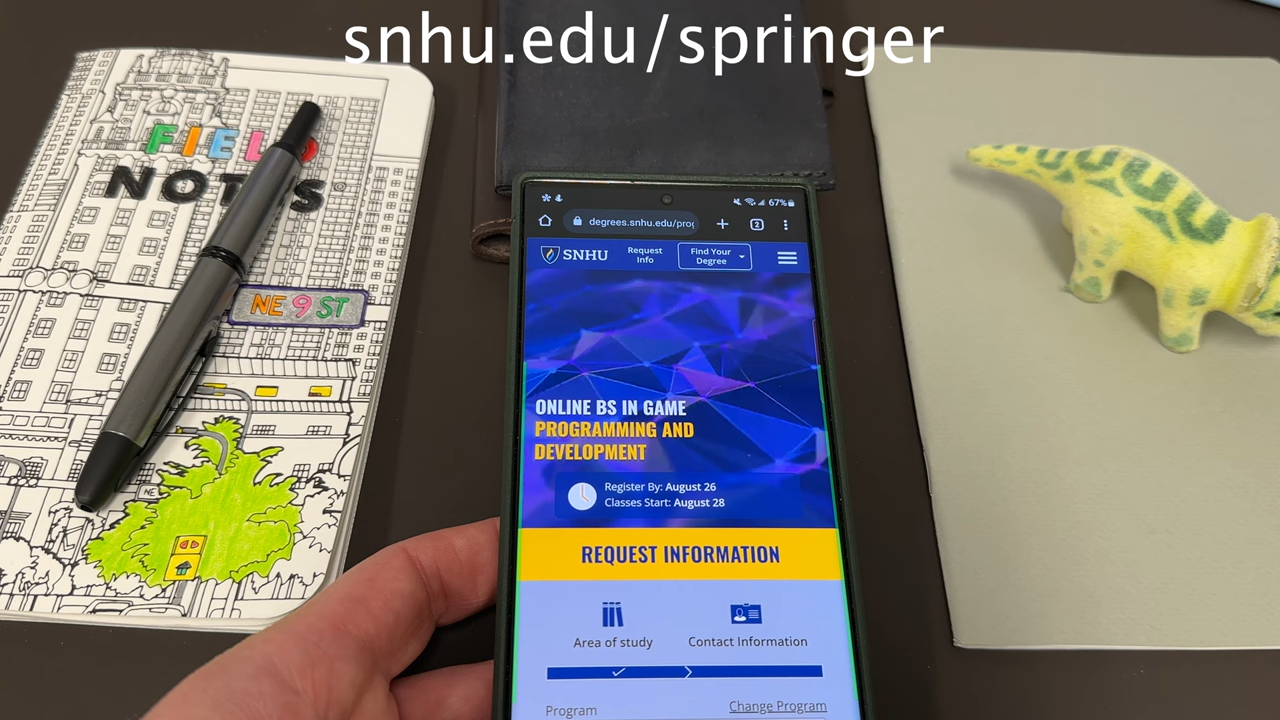 snhu.edu/springer
FIELD
NOTES
NE 9 ST
NE
67%
degrees.snhu.edu/prog
2
SNHU
Request
Info
Find Your
Degree
ONLINE BS IN GAME
PROGRAMMING AND
DEVELOPMENT
Register By: August 26
Classes Start: August 28
REQUEST INFORMATION
Area of study
Contact Information
Program
Change Program